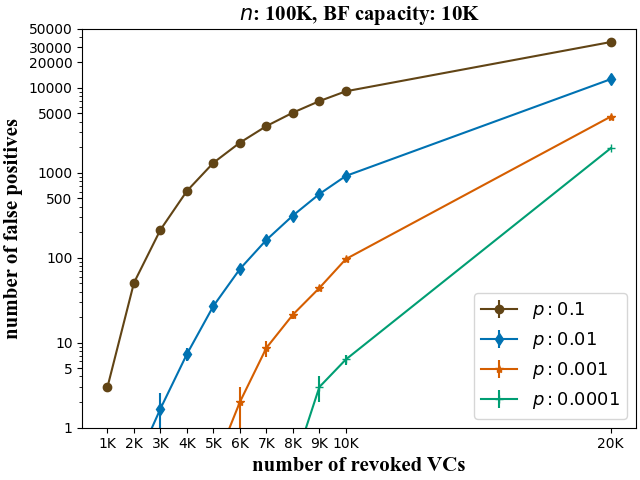 n: 100K, BF capacity: 10K
number of false positives
50000
30000
20000
10000
5000
1000
500
100
10
5
1
1K 2K 3K 4K 5K 6K 7K 8K 9K 10K 20K
number of revoked VCs
p : 0.1
p : 0.01
p : 0.001
p : 0.0001